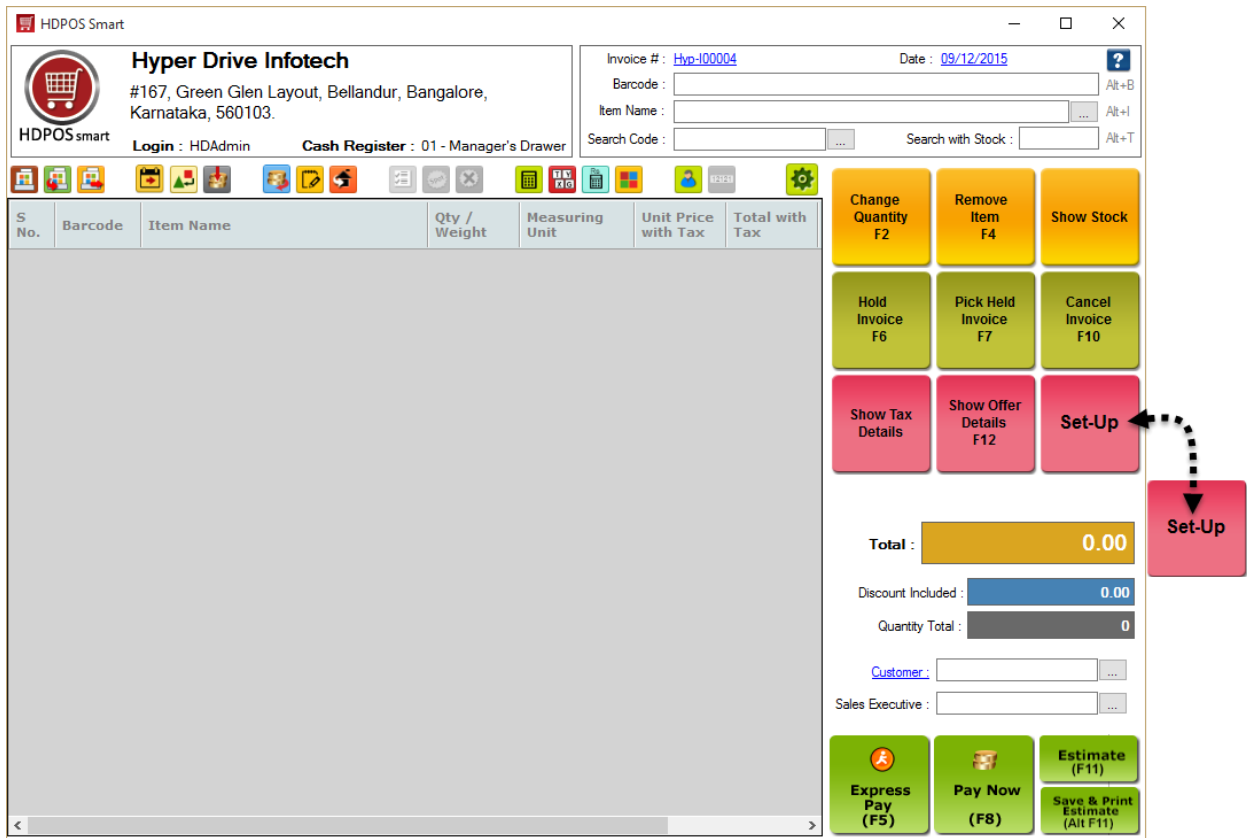 HDPOS Smart
Hyper Drive Infotech
#167, Green Glen Layout, Bellandur, Bangalore,
Karnataka, 560103.
HDPOS smart
Login : HDAdmin Cash Register : 01 - Manager's Drawer
Invoice # : Hyp-I00004 Date : 09/12/2015 ?
Barcode : Alt+B
Item Name : ... Alt+I
Search Code : ... Search with Stock : Alt+T
S No. Barcode Item Name Qty / Weight Measuring Unit Unit Price with Tax Total with Tax
Change
Quantity
F2
Remove
Item
F4
Show Stock
Hold
Invoice
F6
Pick Held
Invoice
F7
Cancel
Invoice
F10
Show Tax
Details
Show Offer
Details
F12
Set-Up
Set-Up
Total : 0.00
Discount Included : 0.00
Quantity Total : 0
Customer : ...
Sales Executive : ...
Express
Pay
(F5)
Pay Now
(F8)
Estimate
(F11)
Save & Print
Estimate
(Alt F11)